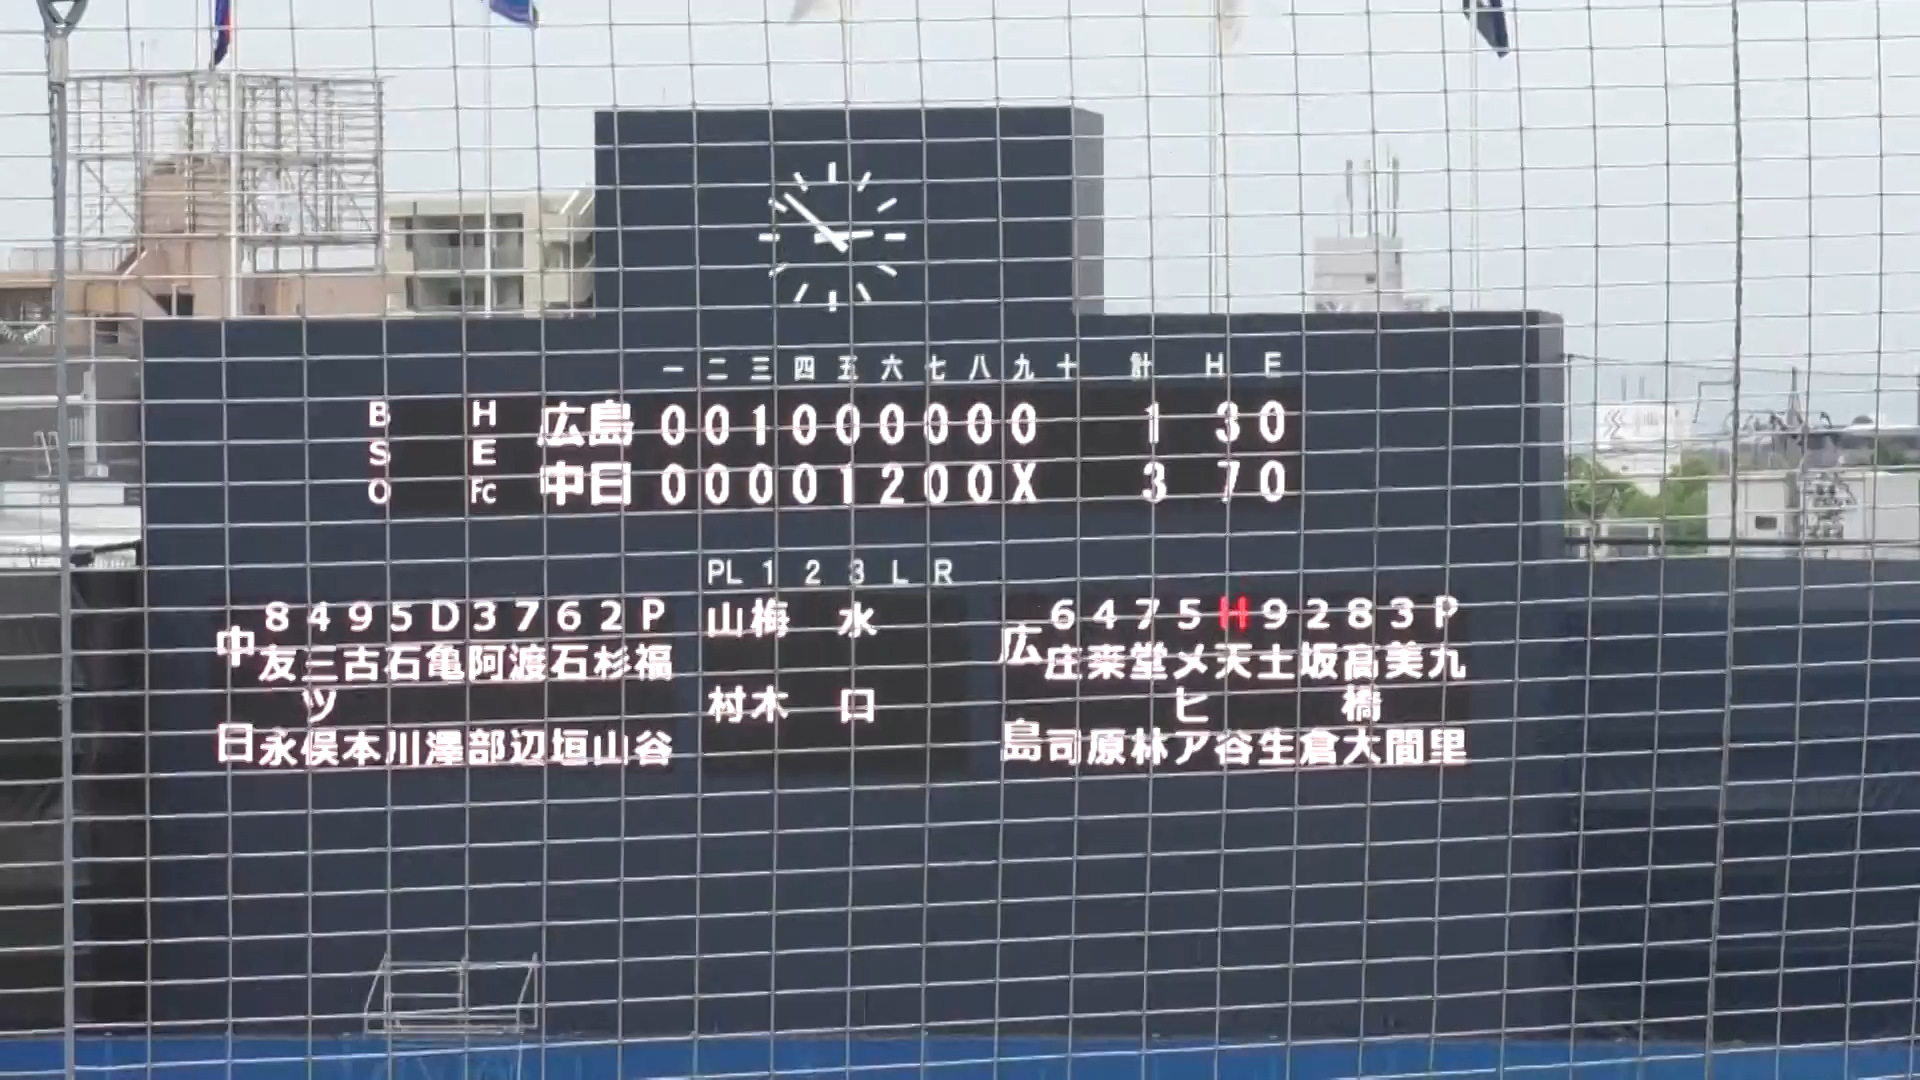 一 二 三 四 五 六 七 八 九 十 計 H E
B H 広島 0 0 1 0 0 0 0 0 0 1 3 0
S E
O Fc 中日 0 0 0 0 1 2 0 0 X 3 7 0
PL 1 2 3 L R
中日
8 4 9 5 D 3 7 6 2 P
友永
三ツ俣
古本
石川
亀澤
阿部
渡辺
石垣
杉山
福谷
山村
梅木
水口
広島
6 4 7 5 H 9 2 8 3 P
庄司
桒原
堂林
メヒア
天谷
土生
坂倉
髙橋大
美間
九里